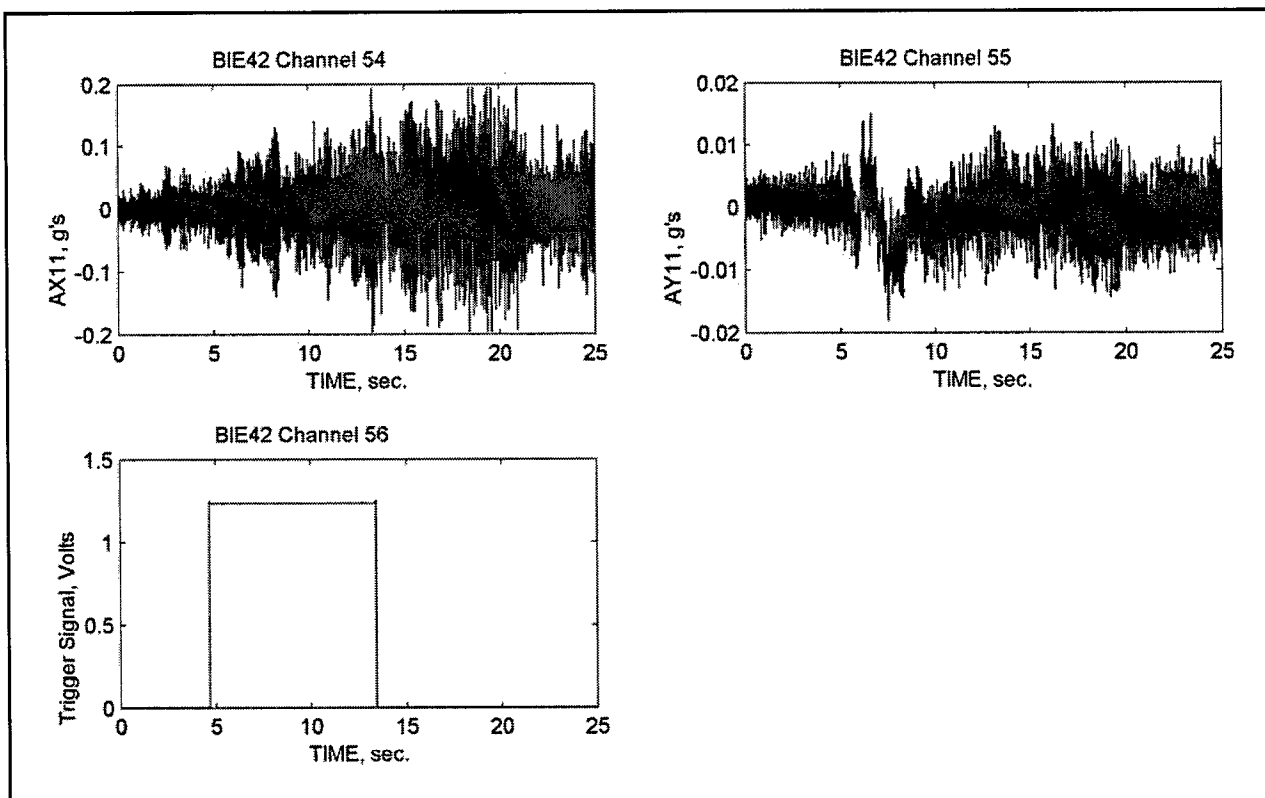 BIE42 Channel 54
0.2
0.1
0
-0.1
-0.2
AX11, g's
0 5 10 15 20 25
TIME, sec.
BIE42 Channel 55
0.02
0.01
0
-0.01
-0.02
AY11, g's
0 5 10 15 20 25
TIME, sec.
BIE42 Channel 56
1.5
1
0.5
0
Trigger Signal, Volts
0 5 10 15 20 25
TIME, sec.